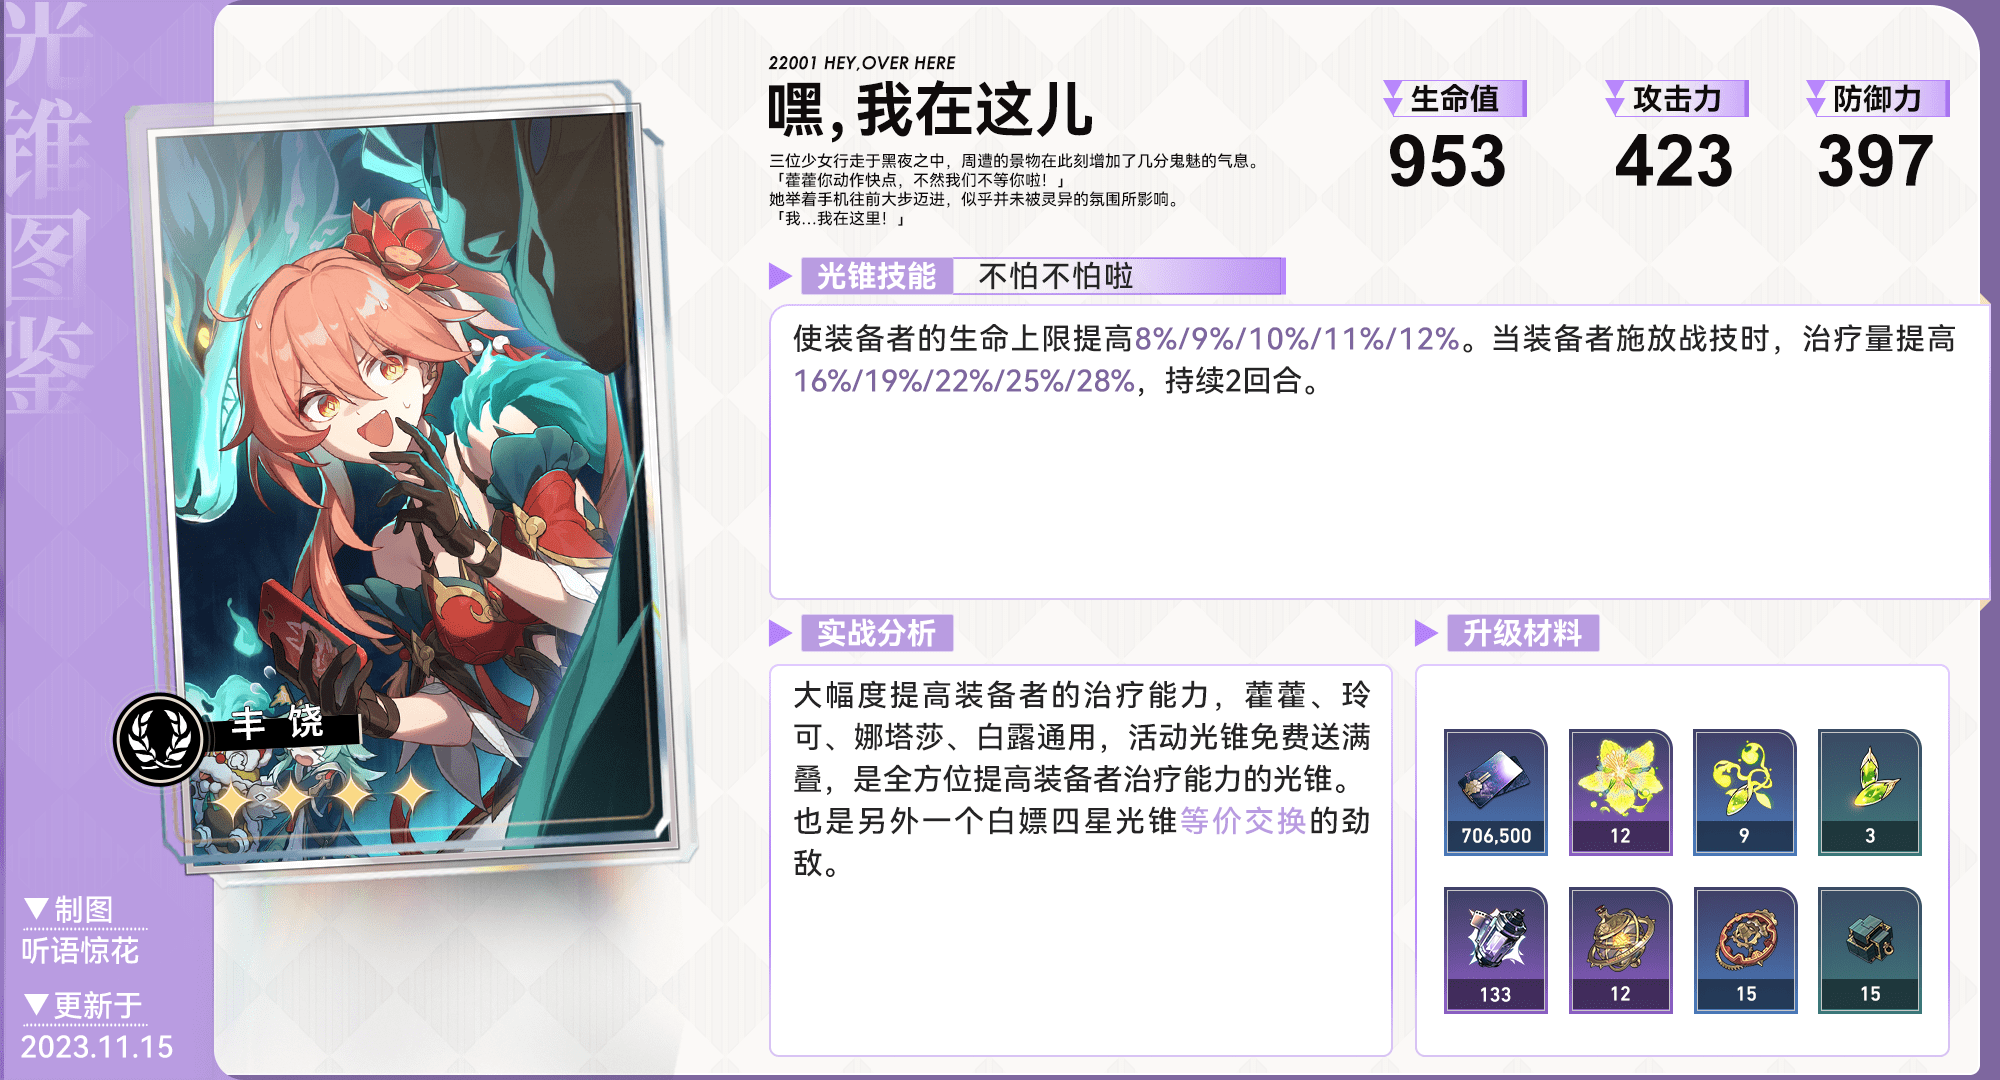 光锥图鉴
22001 HEY,OVER HERE
嘿,我在这儿
三位少女行走于黑夜之中，周遭的景物在此刻增加了几分鬼魅的气息。
「藿藿你动作快点，不然我们不等你啦！」
她举着手机往前大步迈进，似乎并未被灵异的氛围所影响。
「我…我在这里！」
生命值
953
攻击力
423
防御力
397
光锥技能 不怕不怕啦
使装备者的生命上限提高8%/9%/10%/11%/12%。当装备者施放战技时，治疗量提高
16%/19%/22%/25%/28%，持续2回合。
丰饶
实战分析
大幅度提高装备者的治疗能力，藿藿、玲
可、娜塔莎、白露通用，活动光锥免费送满
叠，是全方位提高装备者治疗能力的光锥。
也是另外一个白嫖四星光锥等价交换的劲
敌。
升级材料
706,500 12 9 3
133 12 15 15
▼制图
听语惊花
▼更新于
2023.11.15